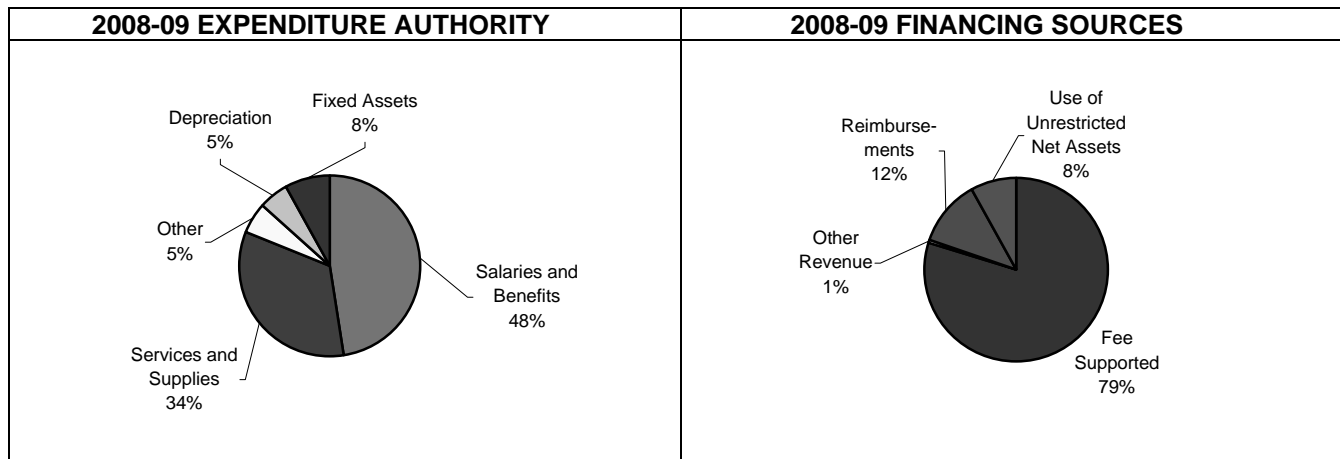 2008-09 EXPENDITURE AUTHORITY
Fixed Assets
8%
Depreciation
5%
Other
5%
Salaries and
Benefits
48%
Services and
Supplies
34%
2008-09 FINANCING SOURCES
Use of
Unrestricted
Net Assets
8%
Reimburse-
ments
12%
Other
Revenue
1%
Fee
Supported
79%